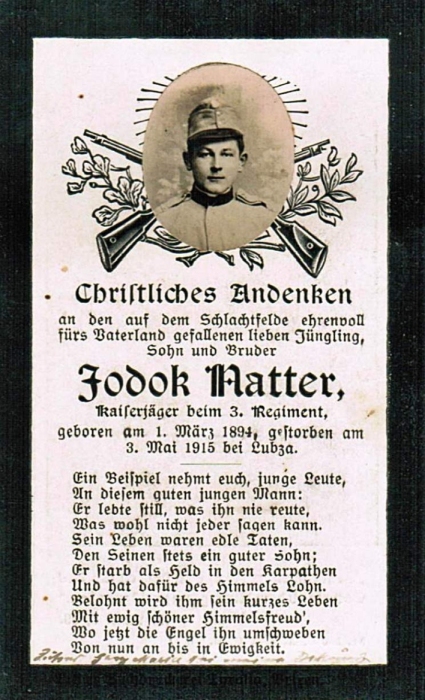 Christliches Andenken
an den auf dem Schlachtfelde ehrenvoll
fürs Vaterland gefallenen lieben Jüngling,
Sohn und Bruder
Jodok Natter,
Kaiserjäger beim 3. Regiment,
geboren am 1. März 1894, gestorben am
3. Mai 1915 bei Lubza.
Ein Beispiel nehmt euch, junge Leute,
An diesem guten jungen Mann:
Er lebte still, was ihn nie reute,
Was wohl nicht jeder sagen kann.
Sein Leben waren edle Taten,
Den Seinen stets ein guter Sohn;
Er starb als Held in den Karpathen
Und hat dafür des Himmels Lohn.
Belohnt wird ihm sein kurzes Leben
Mit ewig schöner Himmelsfreud',
Wo jetzt die Engel ihn umschweben
Von nun an bis in Ewigkeit.